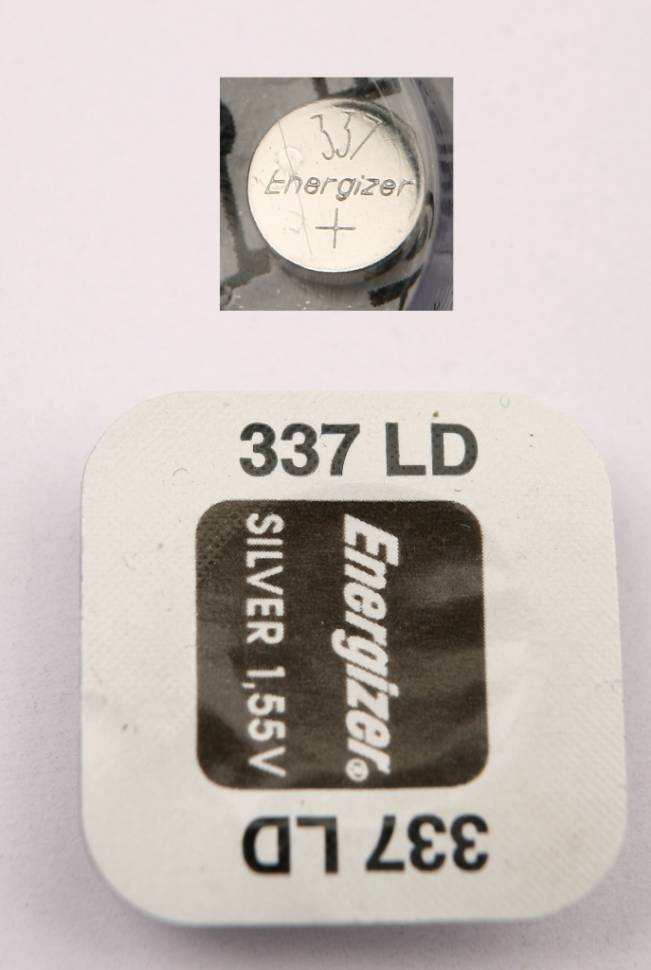 337
Energizer
+
337 LD
Energizer®
SILVER 1,55V
337 LD